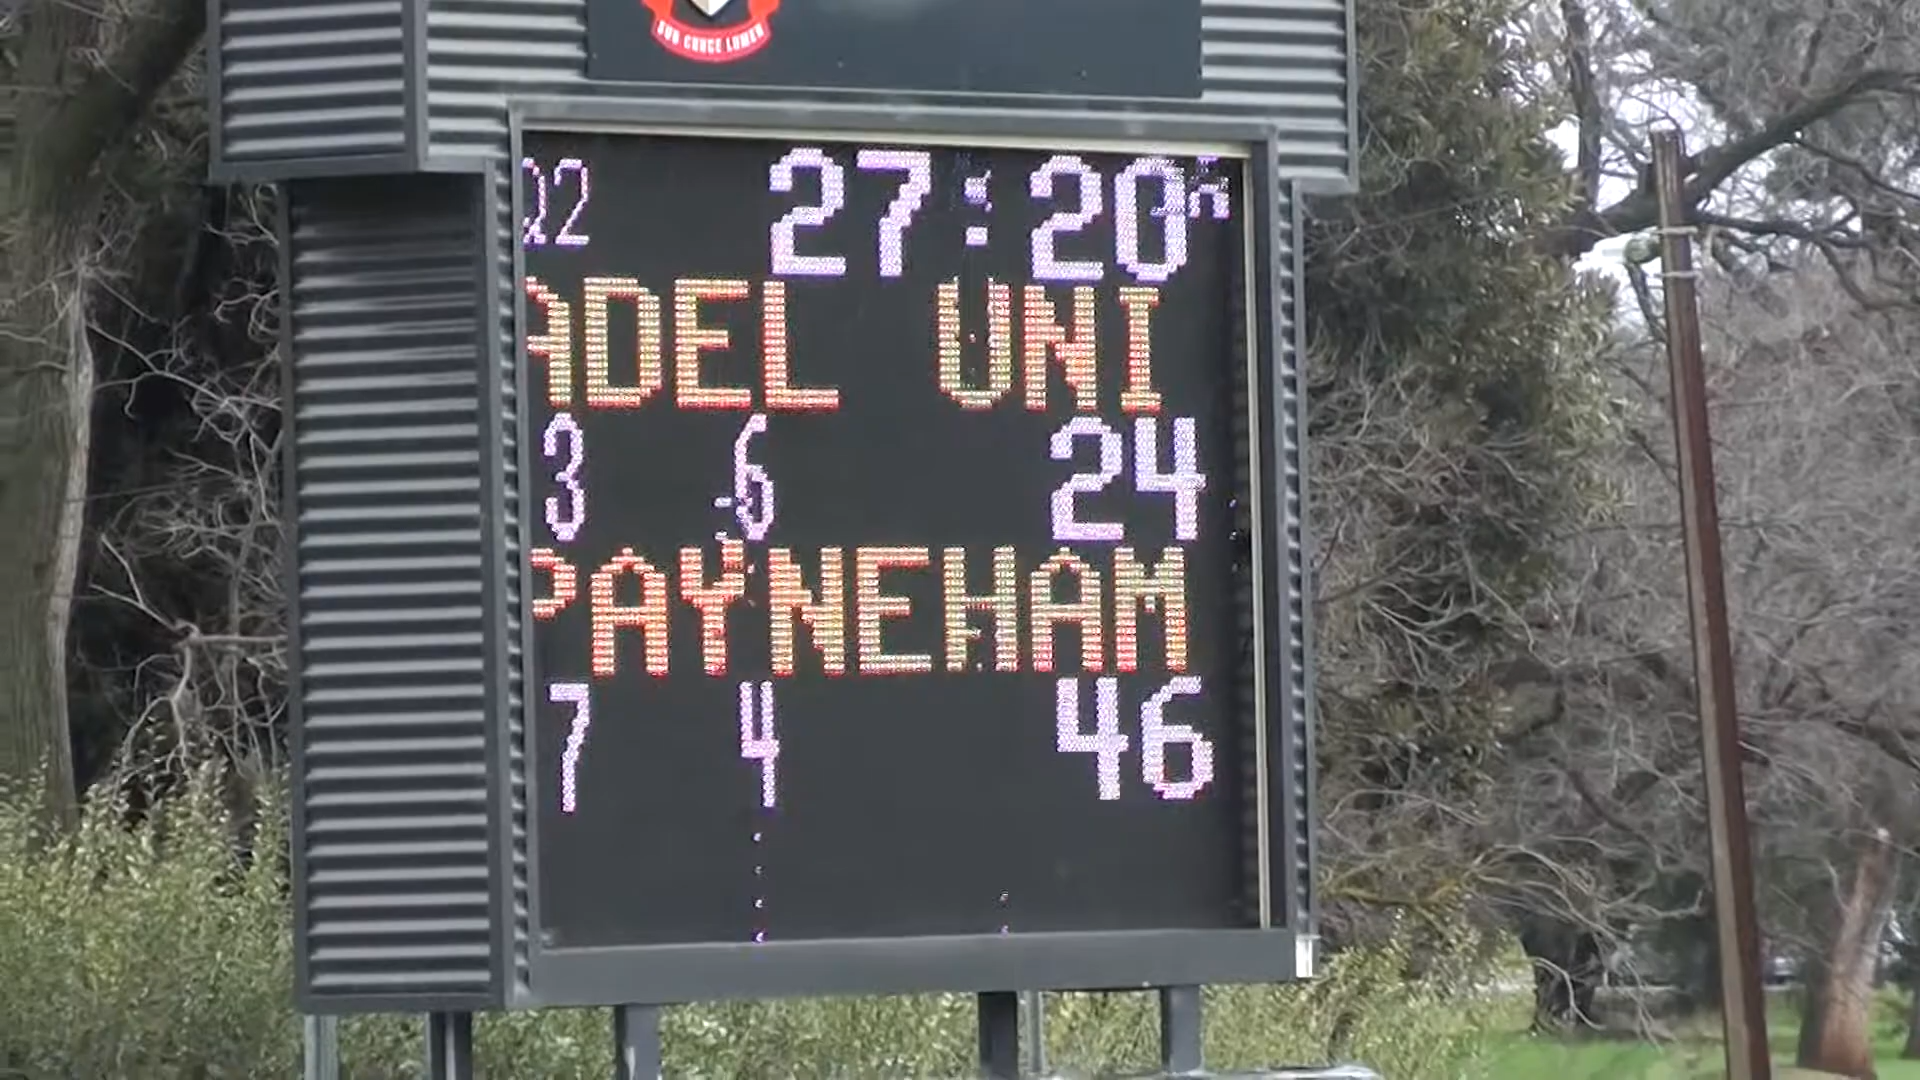 SUB CRUCE LUMEN
Q2 27:20
ADEL UNI
3 6 24
PAYNEHAM
7 4 46